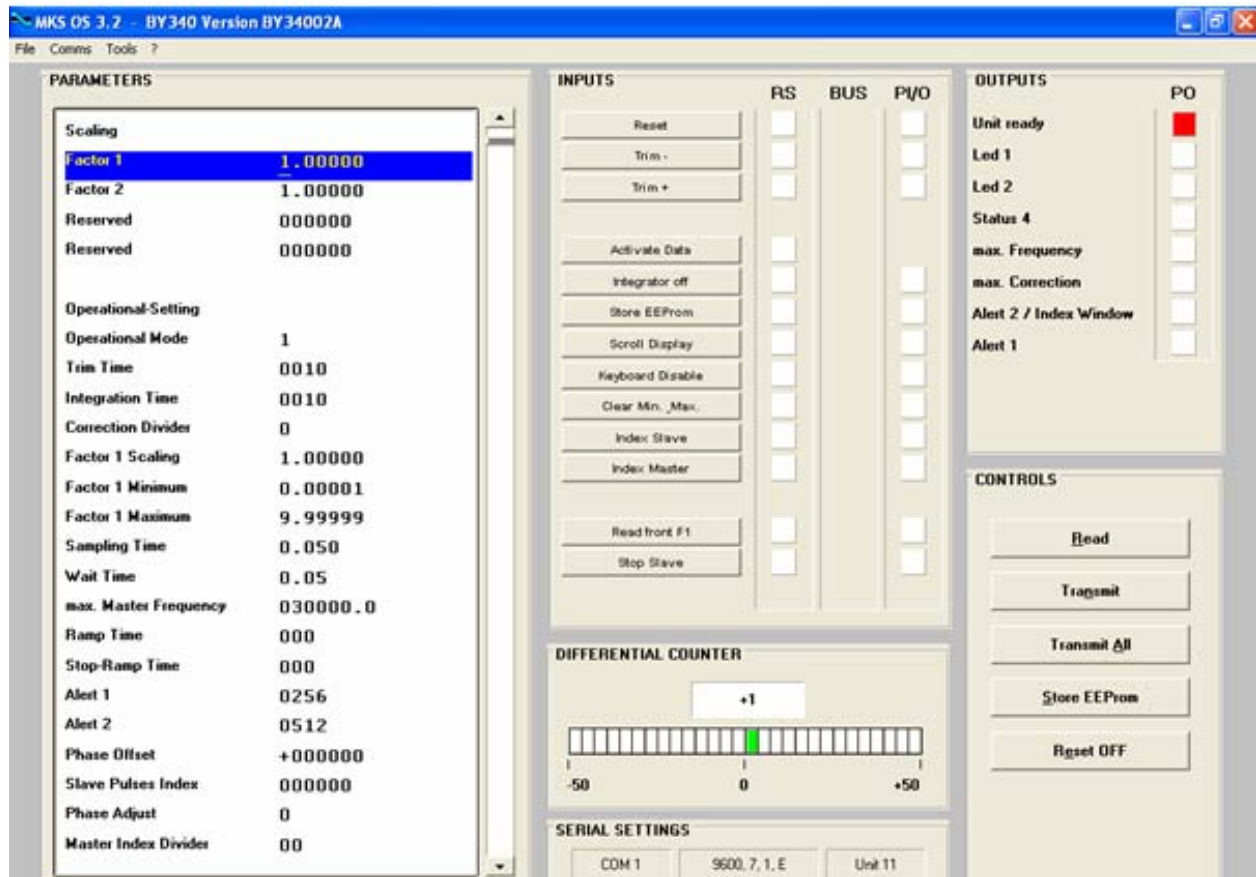 MKS OS 3.2 - BY340 Version BY34002A
File Comms Tools ?
PARAMETERS
Scaling
Factor 1 1.00000
Factor 2 1.00000
Reserved 000000
Reserved 000000
Operational-Setting
Operational Mode 1
Trim Time 0010
Integration Time 0010
Correction Divider 0
Factor 1 Scaling 1.00000
Factor 1 Minimum 0.00001
Factor 1 Maximum 9.99999
Sampling Time 0.050
Wait Time 0.05
max. Master Frequency 030000.0
Ramp Time 000
Stop-Ramp Time 000
Alert 1 0256
Alert 2 0512
Phase Offset +000000
Slave Pulses Index 000000
Phase Adjust 0
Master Index Divider 00
INPUTS
RS BUS PI/O
Reset
Trim -
Trim +
Activate Data
Integrator off
Store EEProm
Scroll Display
Keyboard Disable
Clear Min. _Max.
Index Slave
Index Master
Read front F1
Stop Slave
DIFFERENTIAL COUNTER
+1
-50 0 +50
SERIAL SETTINGS
COM 1 9600, 7, 1, E Unit 11
OUTPUTS
PO
Unit ready
Led 1
Led 2
Status 4
max. Frequency
max. Correction
Alert 2 / Index Window
Alert 1
CONTROLS
Read
Transmit
Transmit All
Store EEProm
Reset OFF